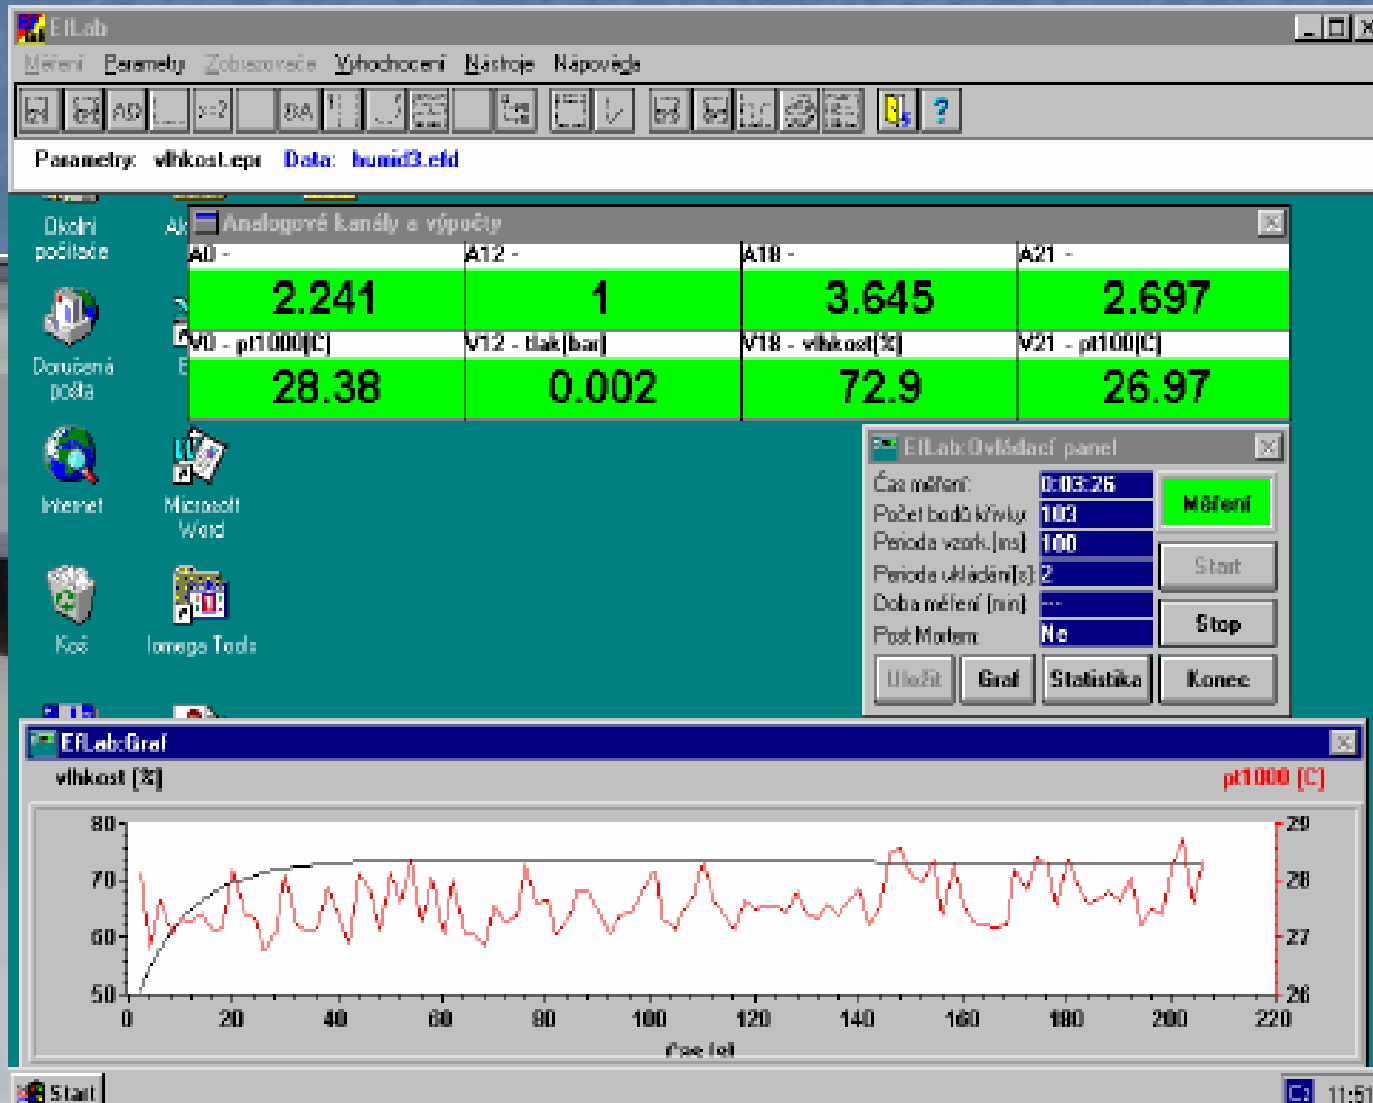 EfLab
Měření Parametry Zobrazovače Vyhodnocení Nástroje Nápověda
AD x=? BA ?
Parametry: vlhkost.epr Data: humid3.efd
Okolní počítače
Doručená pošta
Internet
Microsoft Word
Koš
Iomega Tools
Analogové kanály a výpočty
A0 - A12 - A18 - A21 -
2.241 1 3.645 2.697
V0 - pt1000[C] V12 - tlak[bar] V18 - vlhkost[%] V21 - pt100[C]
28.38 0.002 72.9 26.97
EfLab:Ovládací panel
Čas měření: 0:03:26 Měření
Počet bodů křivky: 103
Perioda vzork.[ms]: 100
Start
Perioda ukládání[s]: 2
Doba měření [min]: ---
Stop
Post Mortem: Ne
Uložit Graf Statistika Konec
EfLab:Graf
vlhkost [%] pt1000 [C]
80 29
70 28
60 27
50 26
0 20 40 60 80 100 120 140 160 180 200 220
Start 11:51